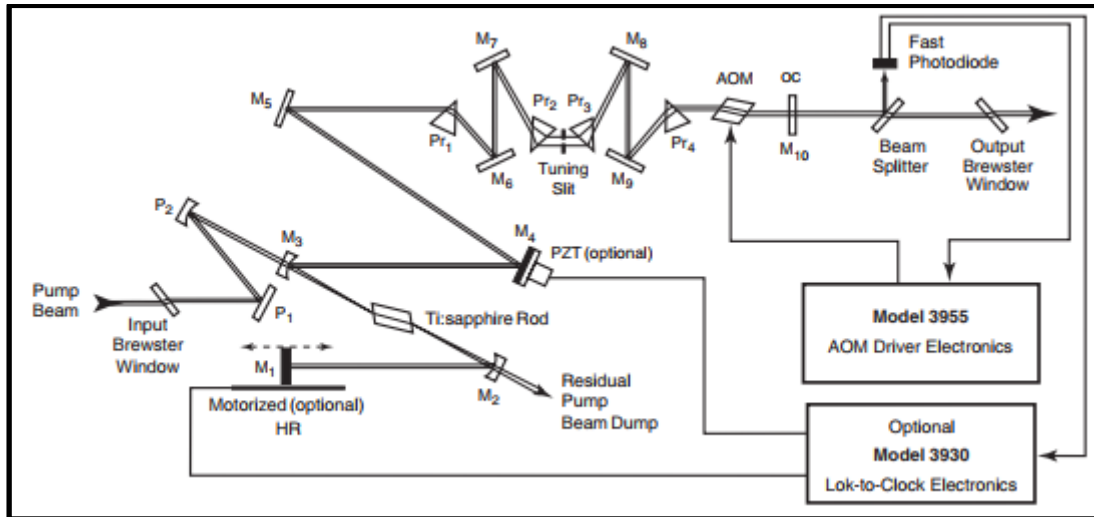 M7
M8
Fast
Photodiode
AOM
OC
M5
Pr2
Pr3
Pr1
Pr4
M6
Tuning
Slit
M9
M10
Beam
Splitter
Output
Brewster
Window
P2
M3
M4
PZT (optional)
Pump
Beam
P1
Input
Brewster
Window
Ti:sapphire Rod
Model 3955
AOM Driver Electronics
M1
M2
Residual
Pump
Beam Dump
Motorized (optional)
HR
Optional
Model 3930
Lok-to-Clock Electronics